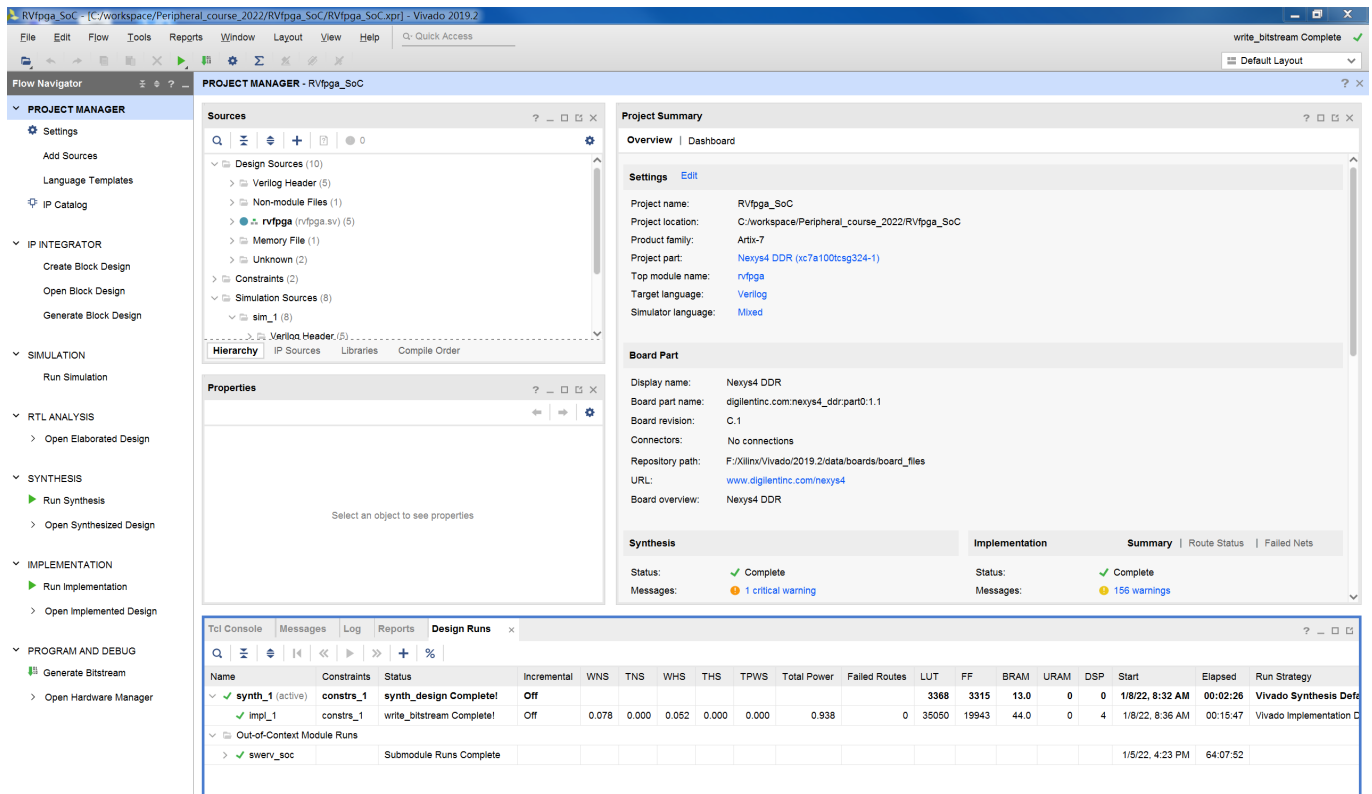 RVfpga_SoC - [C:/workspace/Peripheral_course_2022/RVfpga_SoC/RVfpga_SoC.xpr] - Vivado 2019.2
File Edit Flow Tools Reports Window Layout View Help Q- Quick Access write_bitstream Complete
Default Layout
Flow Navigator
PROJECT MANAGER - RVfpga_SoC
PROJECT MANAGER
Settings
Add Sources
Language Templates
IP Catalog
IP INTEGRATOR
Create Block Design
Open Block Design
Generate Block Design
SIMULATION
Run Simulation
RTL ANALYSIS
Open Elaborated Design
SYNTHESIS
Run Synthesis
Open Synthesized Design
IMPLEMENTATION
Run Implementation
Open Implemented Design
PROGRAM AND DEBUG
Generate Bitstream
Open Hardware Manager
Sources
0
Design Sources (10)
Verilog Header (5)
Non-module Files (1)
rvfpga (rvfpga.sv) (5)
Memory File (1)
Unknown (2)
Constraints (2)
Simulation Sources (8)
sim_1 (8)
Verilog Header (5)
Hierarchy IP Sources Libraries Compile Order
Properties
Select an object to see properties
Project Summary
Overview | Dashboard
Settings Edit
Project name: RVfpga_SoC
Project location: C:/workspace/Peripheral_course_2022/RVfpga_SoC
Product family: Artix-7
Project part: Nexys4 DDR (xc7a100tcsg324-1)
Top module name: rvfpga
Target language: Verilog
Simulator language: Mixed
Board Part
Display name: Nexys4 DDR
Board part name: digilentinc.com:nexys4_ddr:part0:1.1
Board revision: C.1
Connectors: No connections
Repository path: F:/Xilinx/Vivado/2019.2/data/boards/board_files
URL: www.digilentinc.com/nexys4
Board overview: Nexys4 DDR
Synthesis
Status: Complete
Messages: 1 critical warning
Implementation Summary | Route Status | Failed Nets
Status: Complete
Messages: 156 warnings
Tcl Console Messages Log Reports Design Runs
Name Constraints Status Incremental WNS TNS WHS THS TPWS Total Power Failed Routes LUT FF BRAM URAM DSP Start Elapsed Run Strategy
synth_1 (active) constrs_1 synth_design Complete! Off 3368 3315 13.0 0 0 1/8/22, 8:32 AM 00:02:26 Vivado Synthesis Defa
impl_1 constrs_1 write_bitstream Complete! Off 0.078 0.000 0.052 0.000 0.000 0.938 0 35050 19943 44.0 0 4 1/8/22, 8:36 AM 00:15:47 Vivado Implementation D
Out-of-Context Module Runs
swerv_soc Submodule Runs Complete 1/5/22, 4:23 PM 64:07:52